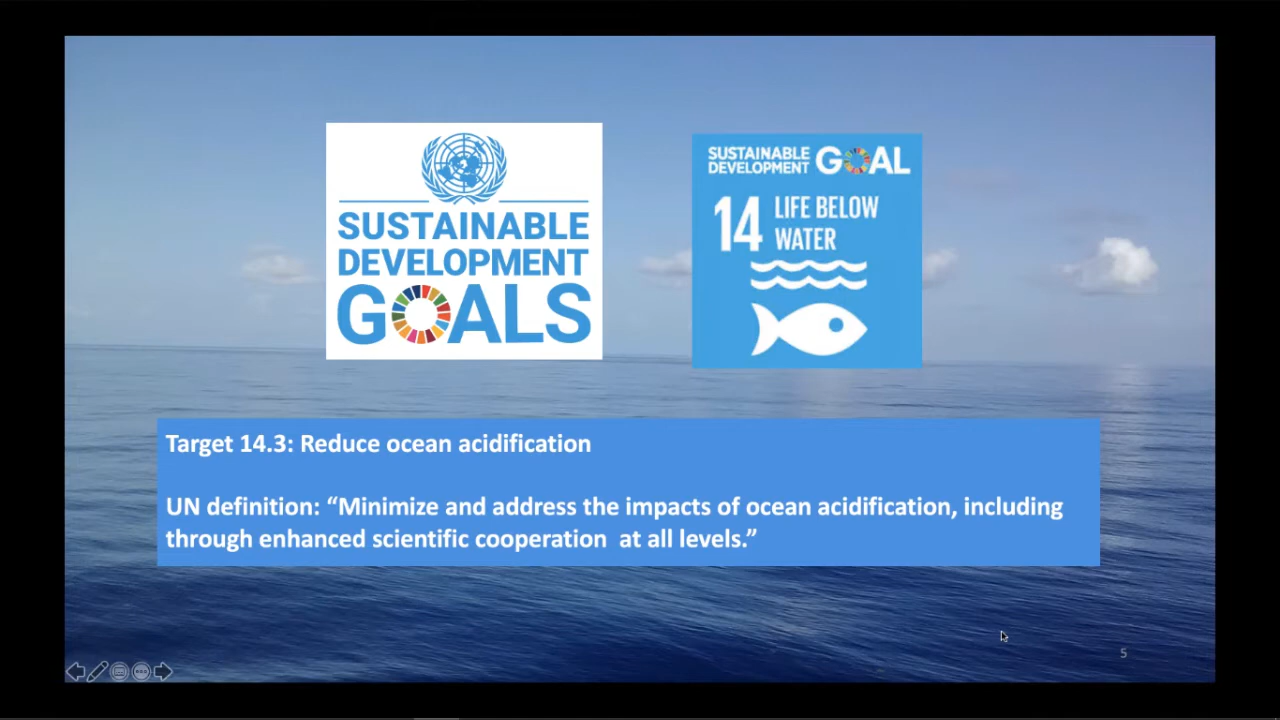 SUSTAINABLE
DEVELOPMENT
GOALS
SUSTAINABLE
DEVELOPMENT GOAL
14 LIFE BELOW
WATER
Target 14.3: Reduce ocean acidification
UN definition: “Minimize and address the impacts of ocean acidification, including
through enhanced scientific cooperation  at all levels.”
5